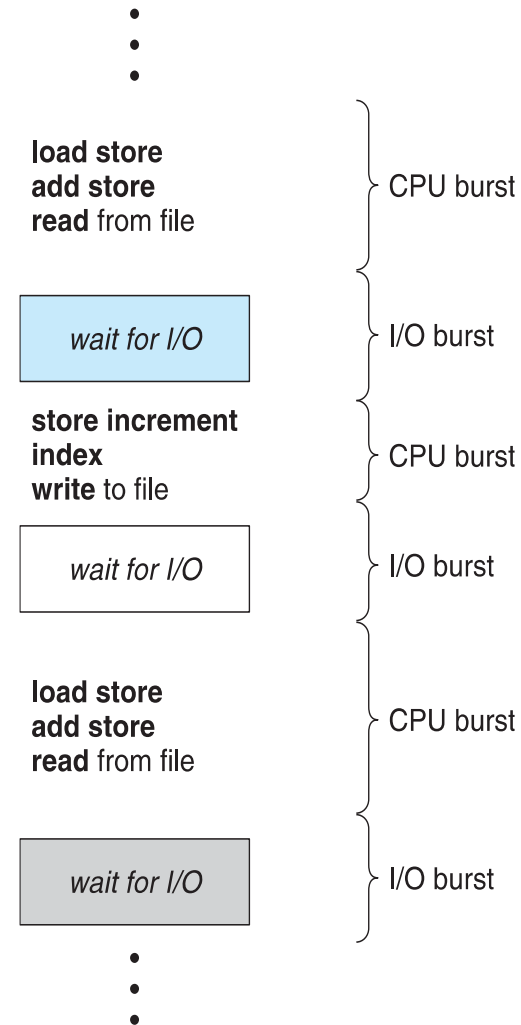 load store
add store
read from file
CPU burst
wait for I/O
I/O burst
store increment
index
write to file
CPU burst
wait for I/O
I/O burst
load store
add store
read from file
CPU burst
wait for I/O
I/O burst